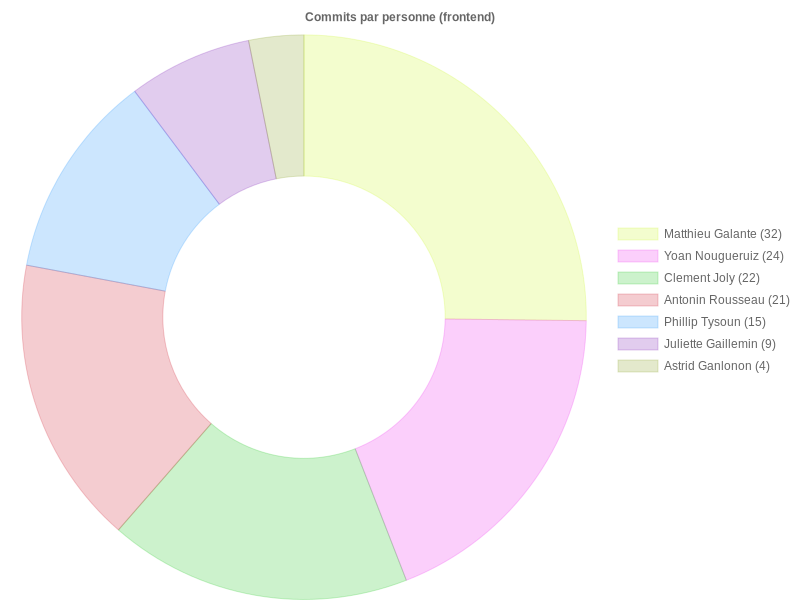 Commits par personne (frontend)
Matthieu Galante (32)
Yoan Nougueruiz (24)
Clement Joly (22)
Antonin Rousseau (21)
Phillip Tysoun (15)
Juliette Gaillemin (9)
Astrid Ganlonon (4)